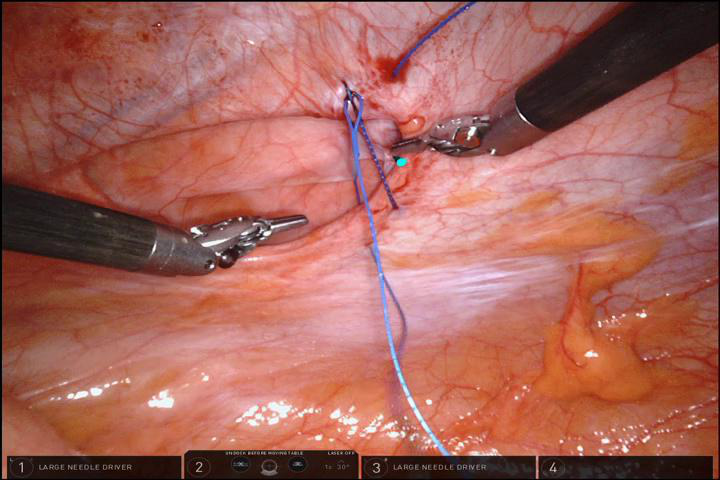 UNDOCK BEFORE MOVING TABLE LASER OFF
1 LARGE NEEDLE DRIVER
2 1x 30°
3 LARGE NEEDLE DRIVER
4